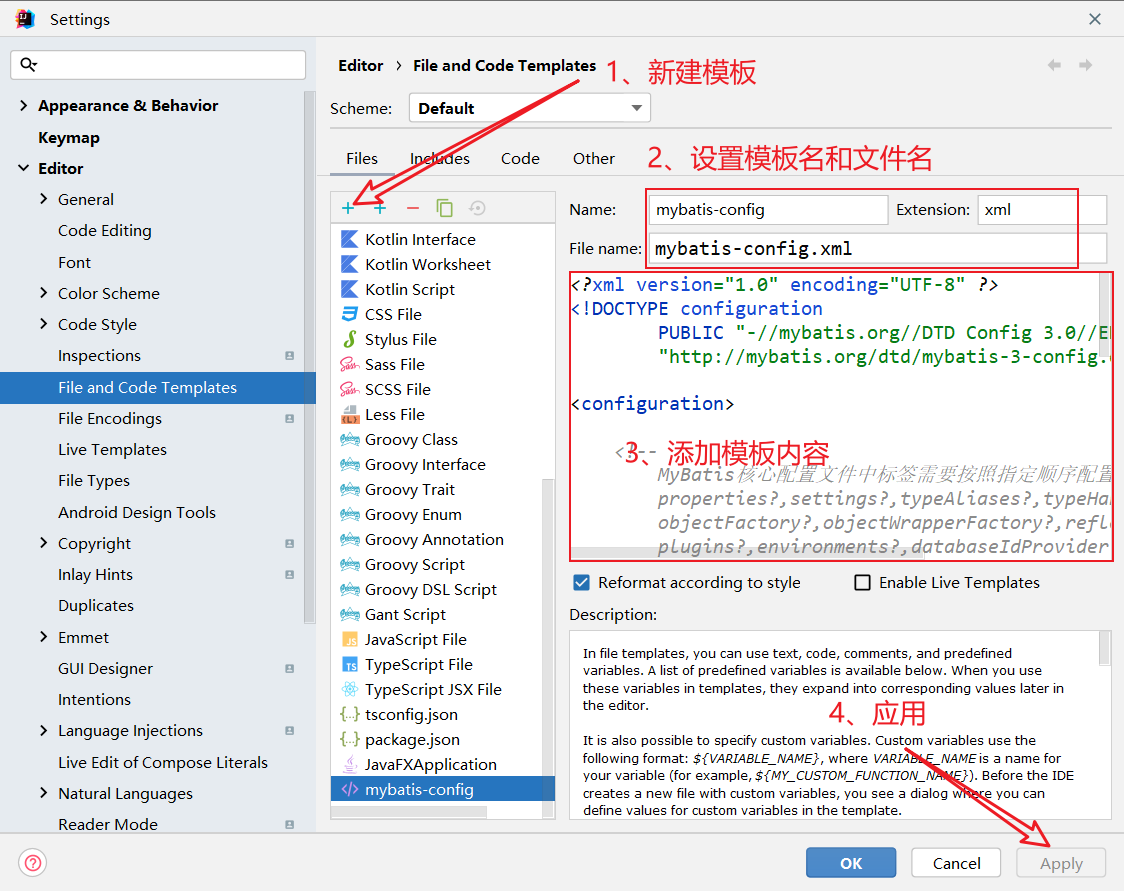 Settings
Editor › File and Code Templates
1、新建模板
Scheme: Default
Appearance & Behavior
Keymap
Editor
General
Code Editing
Font
Color Scheme
Code Style
Inspections
File and Code Templates
File Encodings
Live Templates
File Types
Android Design Tools
Copyright
Inlay Hints
Duplicates
Emmet
GUI Designer
Intentions
Language Injections
Live Edit of Compose Literals
Natural Languages
Reader Mode
Files Includes Code Other
2、设置模板名和文件名
Kotlin Interface
Kotlin Worksheet
Kotlin Script
CSS File
Stylus File
Sass File
SCSS File
Less File
Groovy Class
Groovy Interface
Groovy Trait
Groovy Enum
Groovy Annotation
Groovy Script
Groovy DSL Script
Gant Script
JavaScript File
TypeScript File
TypeScript JSX File
tsconfig.json
package.json
JavaFXApplication
mybatis-config
Name: mybatis-config Extension: xml
File name: mybatis-config.xml
<?xml version="1.0" encoding="UTF-8" ?>
<!DOCTYPE configuration
PUBLIC "-//mybatis.org//DTD Config 3.0//E
"http://mybatis.org/dtd/mybatis-3-config.
<configuration>
<!--
3、添加模板内容
MyBatis核心配置文件中标签需要按照指定顺序配置
properties?,settings?,typeAliases?,typeHa
objectFactory?,objectWrapperFactory?,refl
plugins?,environments?,databaseIdProvider
Reformat according to style Enable Live Templates
Description:
In file templates, you can use text, code, comments, and predefined
variables. A list of predefined variables is available below. When you use
these variables in templates, they expand into corresponding values later in
the editor.
4、应用
It is also possible to specify custom variables. Custom variables use the
following format: ${VARIABLE_NAME}, where VARIABLE_NAME is a name for
your variable (for example, ${MY_CUSTOM_FUNCTION_NAME}). Before the IDE
creates a new file with custom variables, you see a dialog where you can
define values for custom variables in the template.
OK Cancel Apply